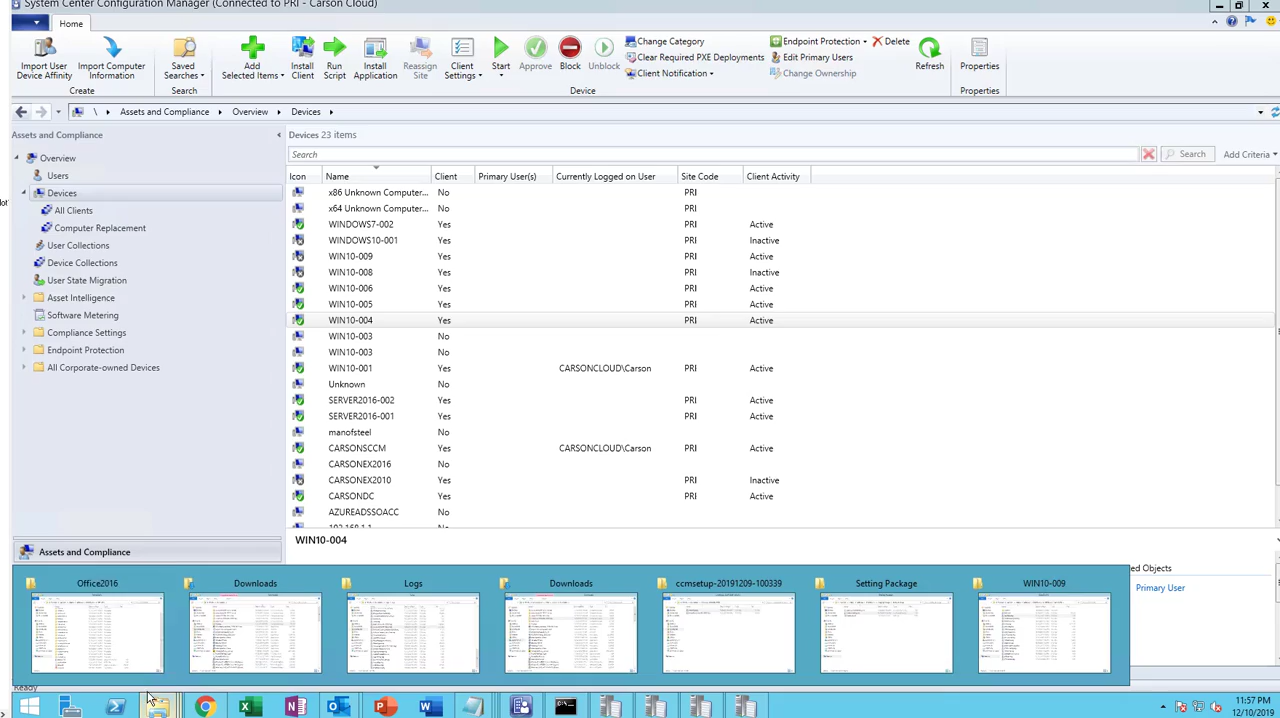 System Center Configuration Manager (Connected to PRI - Carson Cloud)
Home
Import User
Device Affinity
Import Computer
Information
Create
Saved
Searches
Search
Add
Selected Items
Install
Client
Run
Script
Install
Application
Reassign
Site
Client
Settings
Start
Approve
Block
Unblock
Change Category
Clear Required PXE Deployments
Client Notification
Endpoint Protection
Edit Primary Users
Change Ownership
Delete
Device
Refresh
Properties
Properties
\ Assets and Compliance Overview Devices
Assets and Compliance
Overview
Users
Devices
All Clients
Computer Replacement
User Collections
Device Collections
User State Migration
Asset Intelligence
Software Metering
Compliance Settings
Endpoint Protection
All Corporate-owned Devices
Assets and Compliance
Devices 23 items
Search
Search
Add Criteria
Icon Name Client Primary User(s) Currently Logged on User Site Code Client Activity
x86 Unknown Computer... No PRI
x64 Unknown Computer... No PRI
WINDOWS7-002 Yes PRI Active
WINDOWS10-001 Yes PRI Inactive
WIN10-009 Yes PRI Active
WIN10-008 Yes PRI Inactive
WIN10-006 Yes PRI Active
WIN10-005 Yes PRI Active
WIN10-004 Yes PRI Active
WIN10-003 No
WIN10-003 No
WIN10-001 Yes CARSONCLOUD\Carson PRI Active
Unknown No
SERVER2016-002 Yes PRI Active
SERVER2016-001 Yes PRI Active
manofsteel No
CARSONSCCM Yes CARSONCLOUD\Carson PRI Active
CARSONEX2016 No
CARSONEX2010 Yes PRI Inactive
CARSONDC Yes PRI Active
AZUREADSSOACC No
192.168.1.1 No
WIN10-004
Office2016 Downloads Logs Downloads ccmsetup-20191209-100339 Setting Package WIN10-009
Objects
Primary User
Ready
11:57 PM
12/10/2019